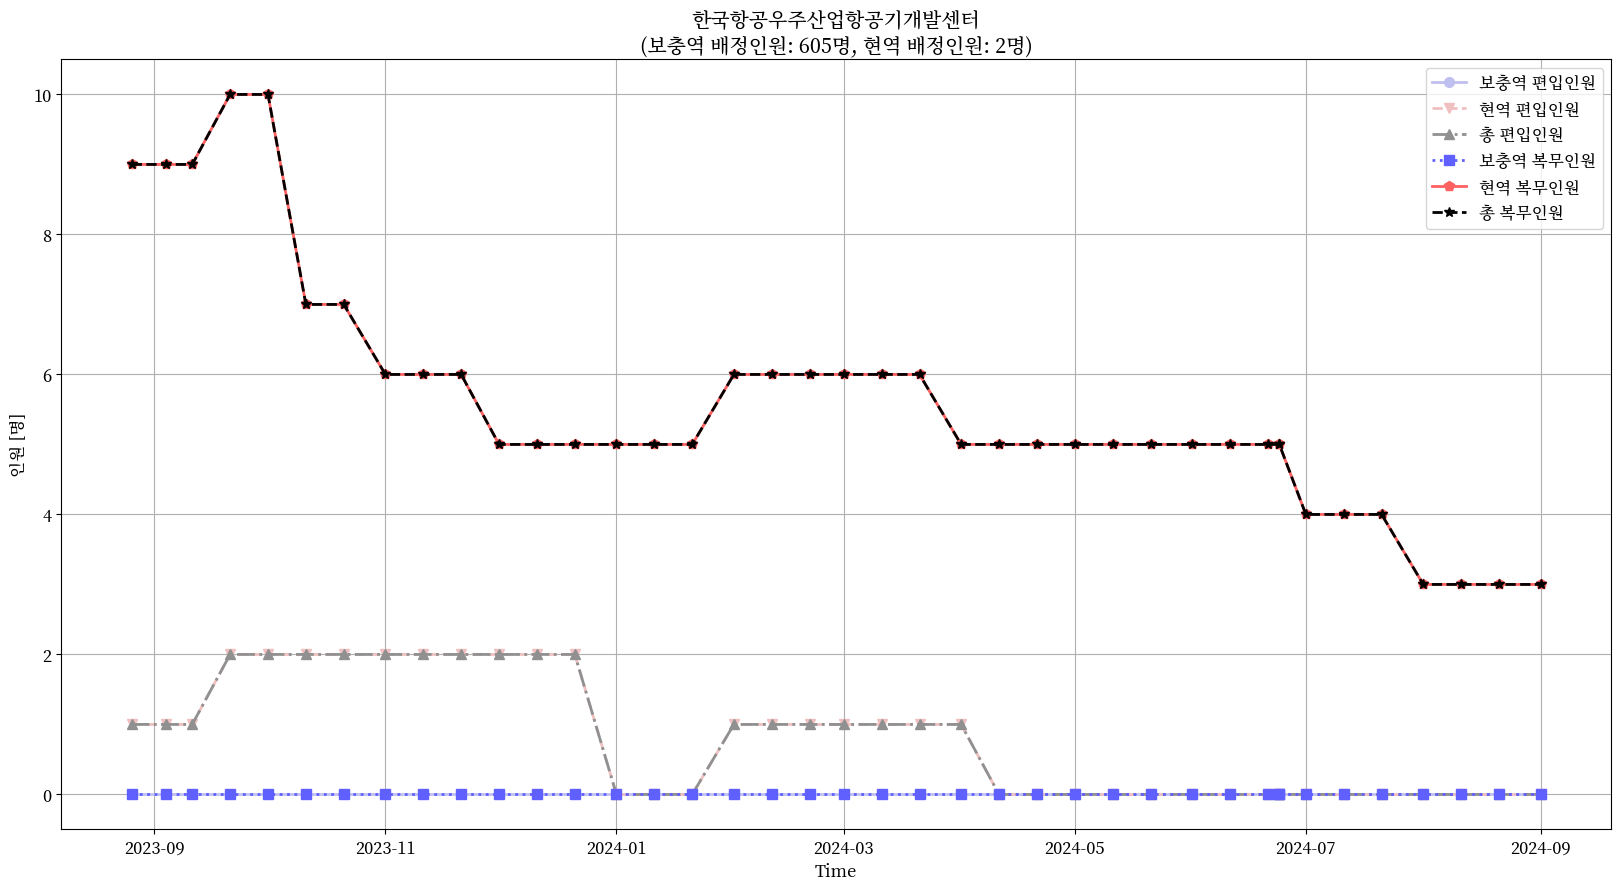 한국항공우주산업항공기개발센터
(보충역 배정인원: 605명, 현역 배정인원: 2명)
보충역 편입인원
현역 편입인원
총 편입인원
보충역 복무인원
현역 복무인원
총 복무인원
인원 [명]
10
8
6
4
2
0
2023-09
2023-11
2024-01
2024-03
2024-05
2024-07
2024-09
Time